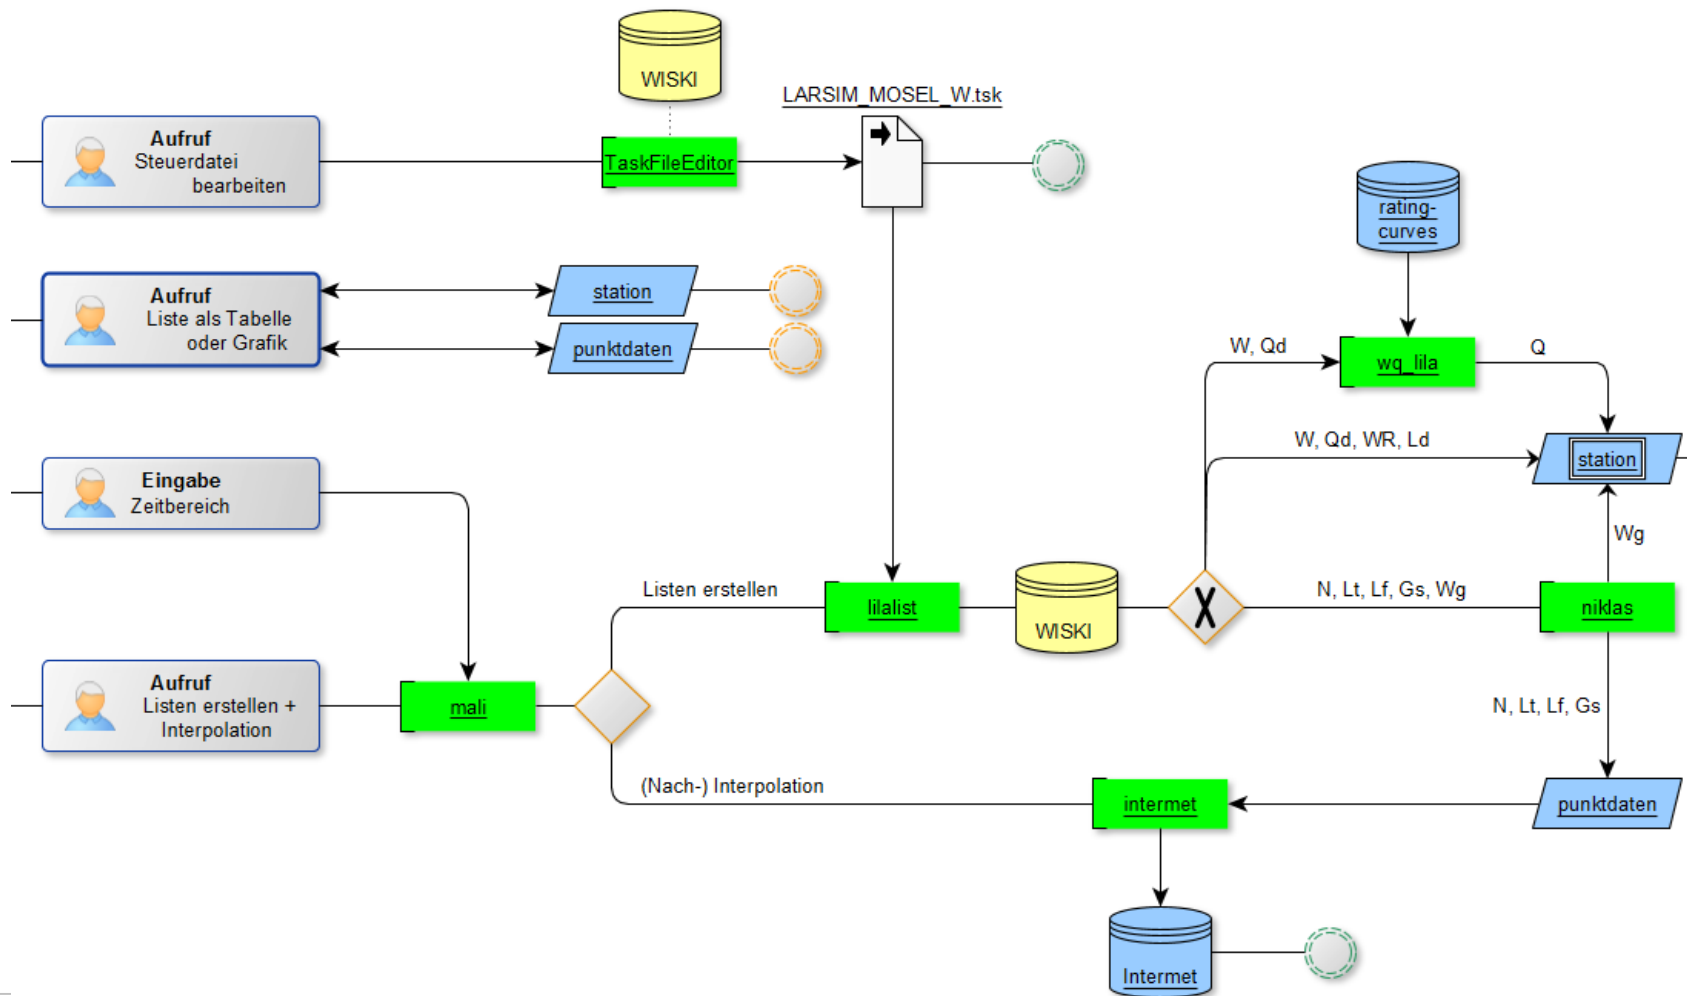 WISKI
LARSIM_MOSEL_W.tsk
Aufruf
Steuerdatei
bearbeiten
TaskFileEditor
rating-
curves
Aufruf
Liste als Tabelle
oder Grafik
station
punktdaten
W, Qd
wq_lila
Q
W, Qd, WR, Ld
station
Eingabe
Zeitbereich
Wg
Listen erstellen
lilalist
WISKI
X
N, Lt, Lf, Gs, Wg
niklas
Aufruf
Listen erstellen +
Interpolation
mali
N, Lt, Lf, Gs
(Nach-) Interpolation
intermet
punktdaten
Intermet